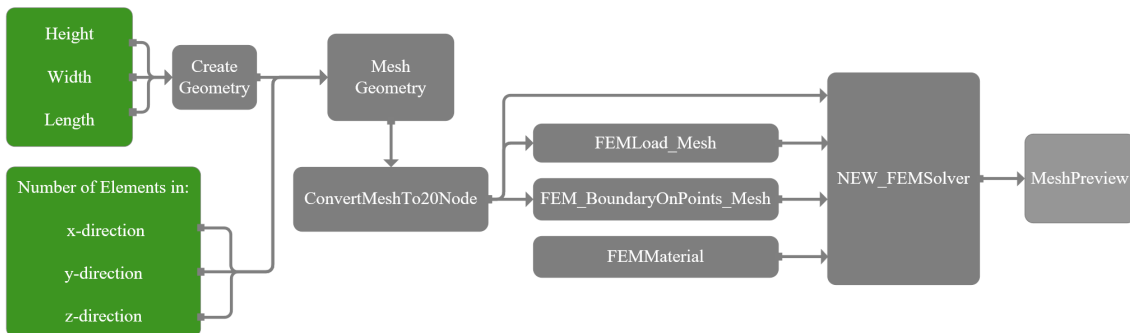 Height
Width
Length
Create
Geometry
Mesh
Geometry
Number of Elements in:
x-direction
y-direction
z-direction
ConvertMeshTo20Node
FEMLoad_Mesh
FEM_BoundaryOnPoints_Mesh
FEMMaterial
NEW_FEMSolver
MeshPreview